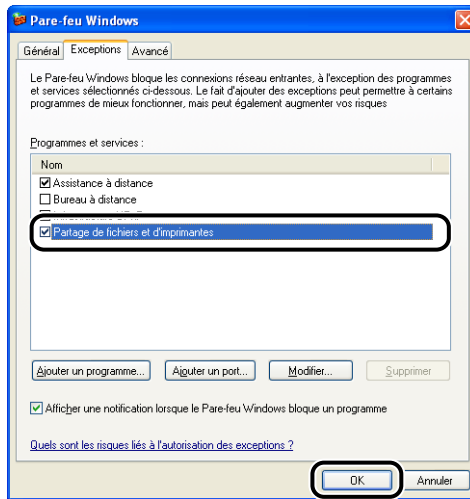 Pare-feu Windows
Général Exceptions Avancé
Le Pare-feu Windows bloque les connexions réseau entrantes, à l'exception des programmes
et services sélectionnés ci-dessous. Le fait d'ajouter des exceptions peut permettre à certains
programmes de mieux fonctionner, mais peut également augmenter vos risques
Programmes et services :
Nom
Assistance à distance
Bureau à distance
Partage de fichiers et d'imprimantes
Ajouter un programme... Ajouter un port... Modifier... Supprimer
Afficher une notification lorsque le Pare-feu Windows bloque un programme
Quels sont les risques liés à l'autorisation des exceptions ?
OK Annuler